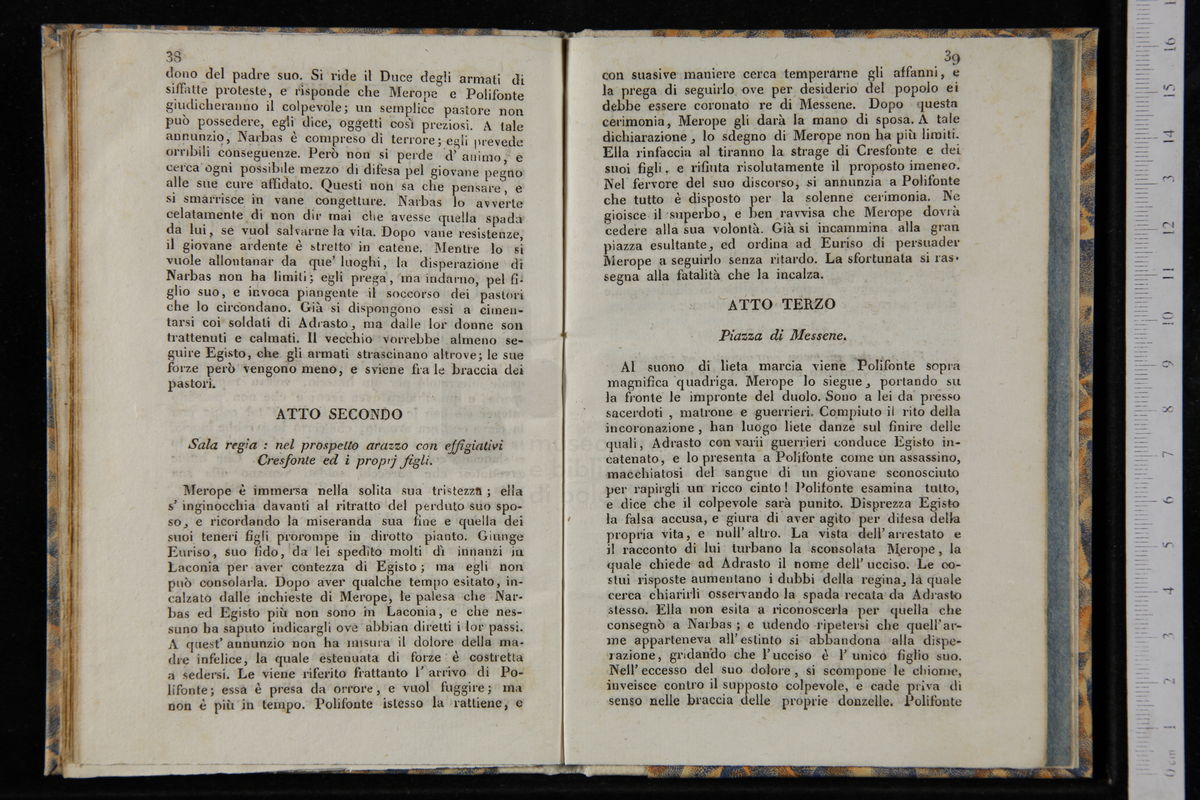 38
dono del padre suo. Si ride il Duce degli armati di
siffatte proteste, e risponde che Merope e Polifonte
giudicheranno il colpevole; un semplice pastore non
può possedere, egli dice, oggetti così preziosi. A tale
annunzio, Narbas è compreso di terrore; egli prevede
orribili conseguenze. Però non si perde d' animo, e
cerca ogni possibile mezzo di difesa pel giovane pegno
alle sue cure affidato. Questi non sa che pensare, e
si smarrisce in vane congetture. Narbas lo avverte
celatamente di non dir mai che avesse quella spada
da lui, se vuol salvarne la vita. Dopo vane resistenze,
il giovane ardente è stretto in catene. Mentre lo si
vuole allontanar da que' luoghi, la disperazione di
Narbas non ha limiti; egli prega, ma indarno, pel fi-
glio suo, e invoca piangente il soccorso dei pastori
che lo circondano. Già si dispongono essi a cimen-
tarsi coi soldati di Adrasto, ma dalle lor donne son
trattenuti e calmati. Il vecchio vorrebbe almeno se-
guire Egisto, che gli armati strascinano altrove; le sue
forze però vengono meno, e sviene fra le braccia dei
pastori.
ATTO SECONDO
Sala regia : nel prospetto arazzo con effigiativi
Cresfonte ed i proprj figli.
Merope è immersa nella solita sua tristezza ; ella
s' inginocchia davanti al ritratto del perduto suo spo-
so, e ricordando la miseranda sua fine e quella dei
suoi teneri figli prorompe in dirotto pianto. Giunge
Euriso, suo fido, da lei spedito molti dì innanzi in
Laconia per aver contezza di Egisto ; ma egli non
può consolarla. Dopo aver qualche tempo esitato, in-
calzato dalle inchieste di Merope, le palesa che Nar-
bas ed Egisto più non sono in Laconia, e che nes-
suno ha saputo indicargli ove abbian diretti i lor passi.
A quest' annunzio non ha misura il dolore della ma-
dre infelice, la quale estenuata di forze è costretta
a sedersi. Le viene riferito frattanto l' arrivo di Po-
lifonte; essa è presa da orrore, e vuol fuggire; ma
non è più in tempo. Polifonte istesso la rattiene, e
39
con suasive maniere cerca temperarne gli affanni, e
la prega di seguirlo ove per desiderio del popolo ei
debbe essere coronato re di Messene. Dopo questa
cerimonia, Merope gli darà la mano di sposa. A tale
dichiarazione , lo sdegno di Merope non ha più limiti.
Ella rinfaccia al tiranno la strage di Cresfonte e dei
suoi figli, e rifiuta risolutamente il proposto imeneo.
Nel fervore del suo discorso, si annunzia a Polifonte
che tutto è disposto per la solenne cerimonia. Ne
gioisce il superbo, e ben ravvisa che Merope dovrà
cedere alla sua volontà. Già si incammina alla gran
piazza esultante, ed ordina ad Euriso di persuader
Merope a seguirlo senza ritardo. La sfortunata si ras-
segna alla fatalità che la incalza.
ATTO TERZO
Piazza di Messene.
Al suono di lieta marcia viene Polifonte sopra
magnifica quadriga. Merope lo siegue, portando su
la fronte le impronte del duolo. Sono a lei da presso
sacerdoti , matrone e guerrieri. Compiuto il rito della
incoronazione , han luogo liete danze sul finire delle
quali, Adrasto con varii guerrieri conduce Egisto in-
catenato, e lo presenta a Polifonte come un assassino,
macchiatosi del sangue di un giovane sconosciuto
per rapirgli un ricco cinto! Polifonte esamina tutto,
e dice che il colpevole sarà punito. Disprezza Egisto
la falsa accusa, e giura di aver agito per difesa della
propria vita, e null' altro. La vista dell' arrestato e
il racconto di lui turbano la sconsolata Merope, la
quale chiede ad Adrasto il nome dell' ucciso. Le co-
stui risposte aumentano i dubbi della regina, la quale
cerca chiarirli osservando la spada recata da Adrasto
stesso. Ella non esita a riconoscerla per quella che
consegnò a Narbas ; e udendo ripetersi che quell' ar-
me apparteneva all' estinto si abbandona alla dispe-
razione, gridando che l' ucciso è l' unico figlio suo.
Nell' eccesso del suo dolore, si scompone le chiome,
inveisce contro il supposto colpevole, e cade priva di
senso nelle braccia delle proprie donzelle. Polifonte